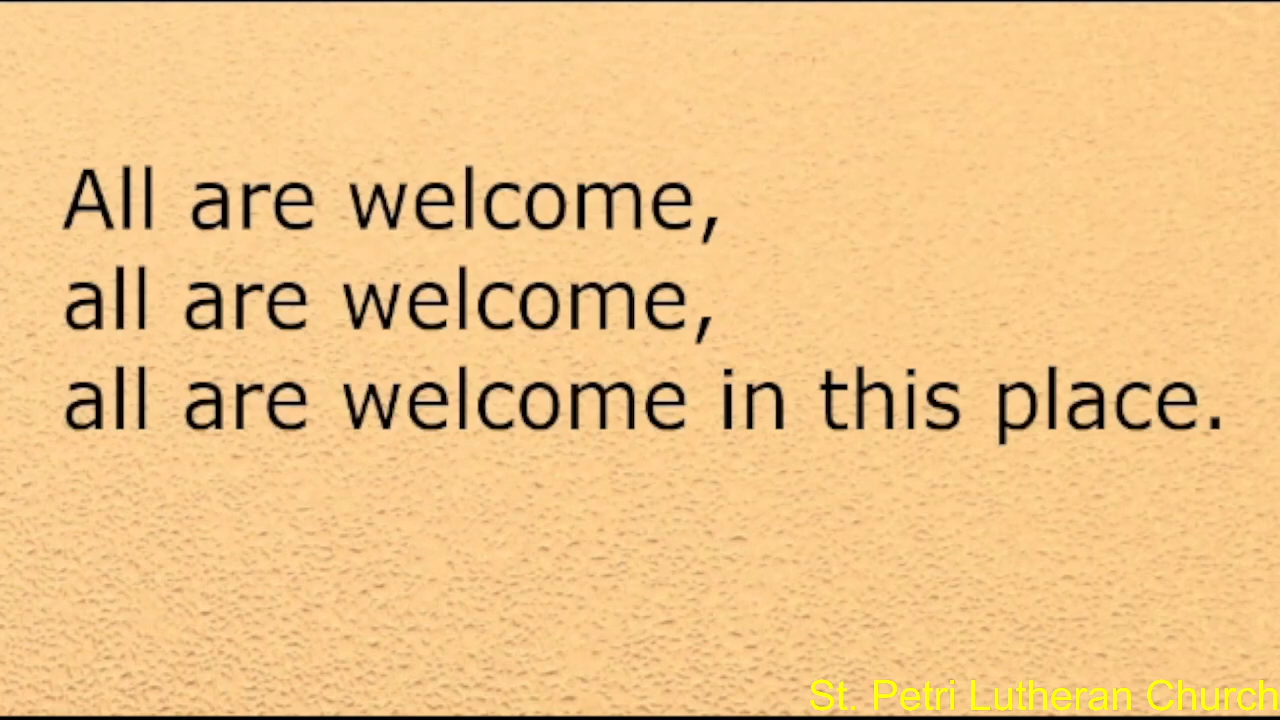 All are welcome,
all are welcome,
all are welcome in this place.
St. Petri Lutheran Church